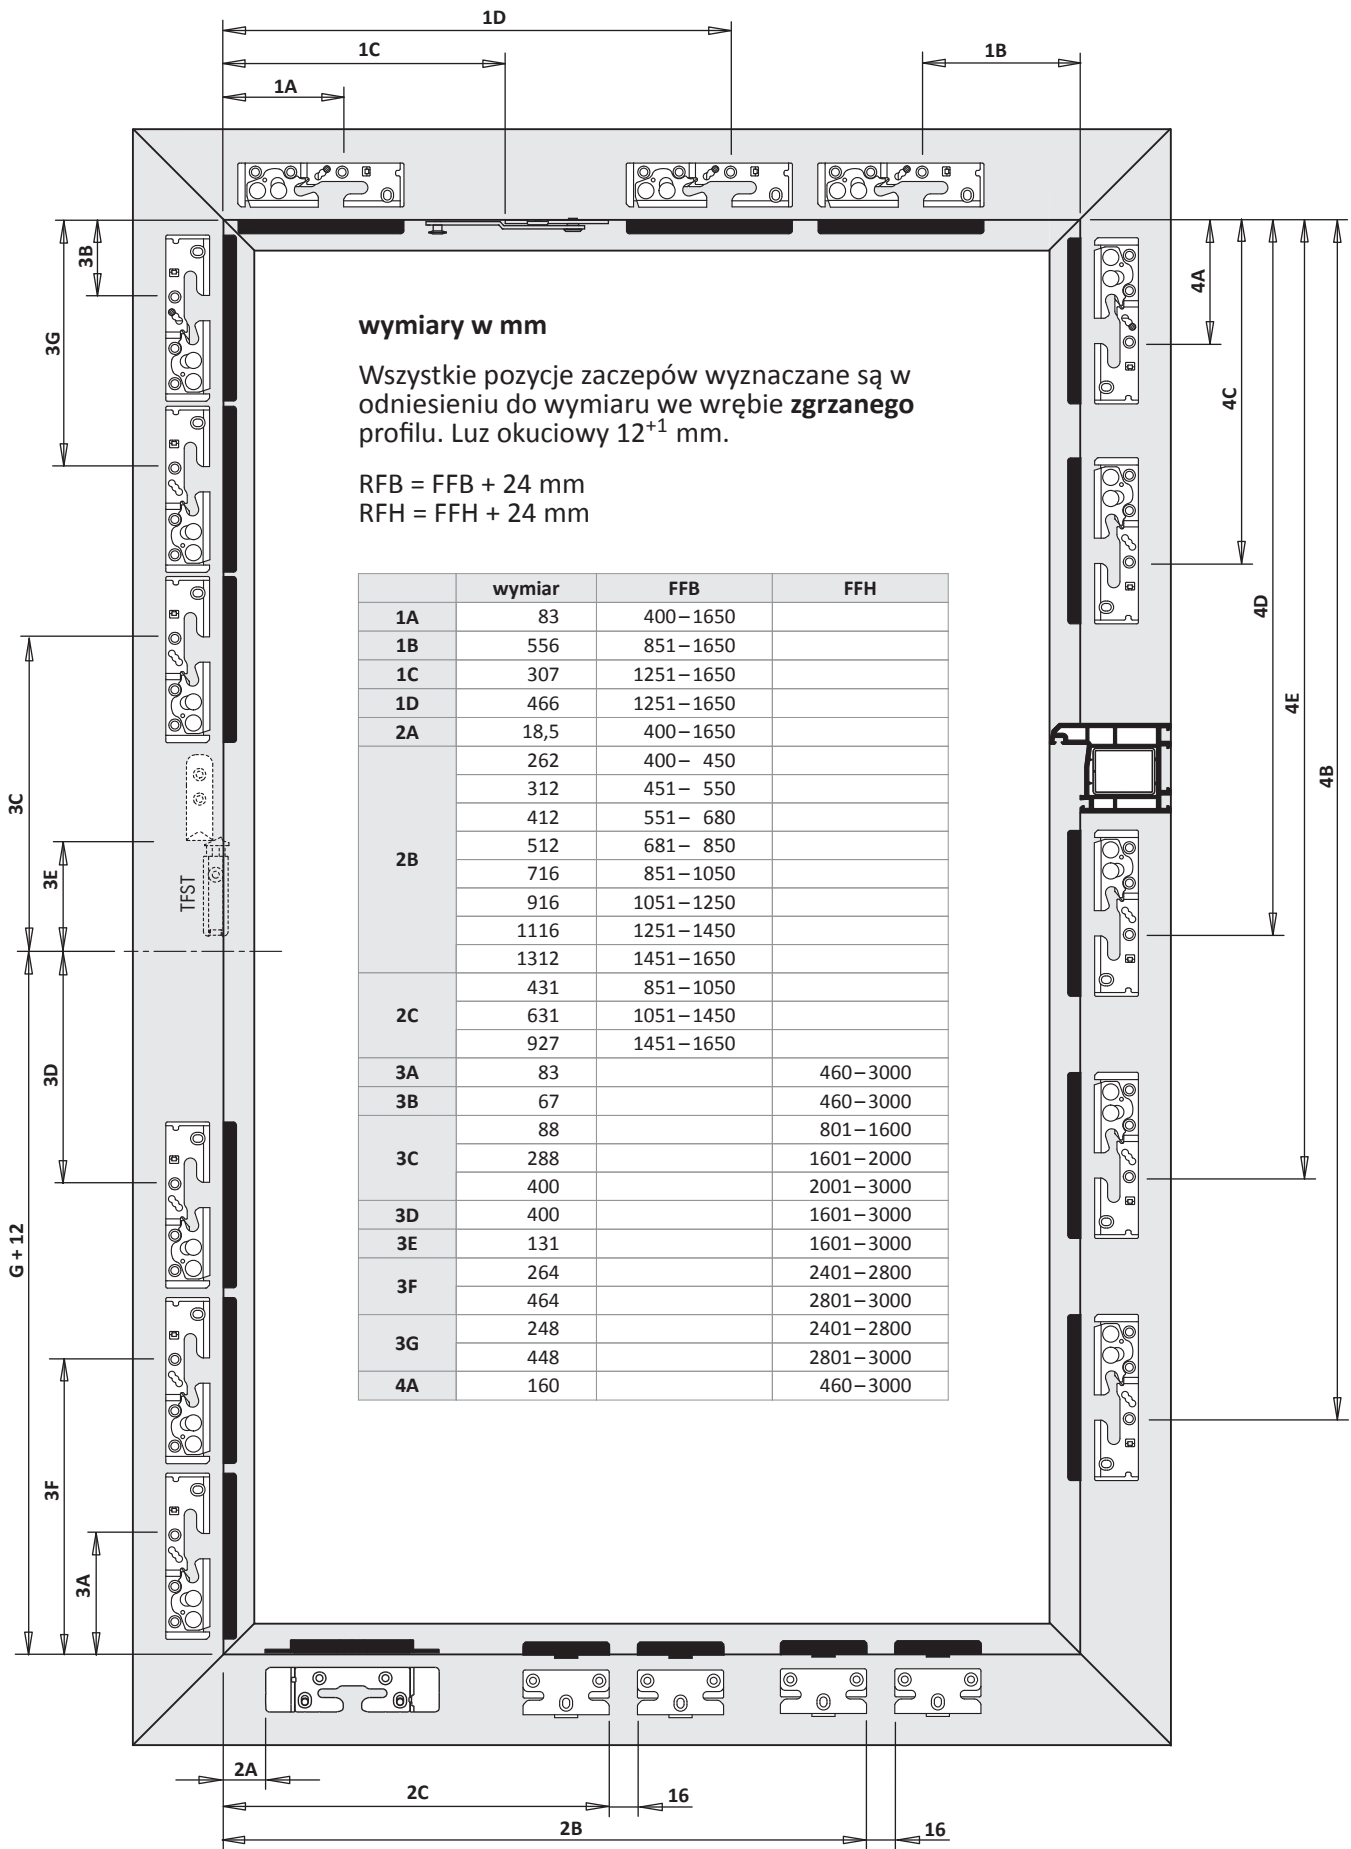 1D
1C
1B
1A
3B
3G
4A
4C
4D
4E
4B
wymiary w mm
Wszystkie pozycje zaczepów wyznaczane są w
odniesieniu do wymiaru we wrębie zgrzanego
profilu. Luz okuciowy 12+1 mm.
RFB = FFB + 24 mm
RFH = FFH + 24 mm
wymiar FFB FFH
1A 83 400–1650
1B 556 851–1650
1C 307 1251–1650
1D 466 1251–1650
2A 18,5 400–1650
2B
262 400– 450
312 451– 550
412 551– 680
512 681– 850
716 851–1050
916 1051–1250
1116 1251–1450
1312 1451–1650
2C
431 851–1050
631 1051–1450
927 1451–1650
3A 83 460–3000
3B 67 460–3000
3C
88 801–1600
288 1601–2000
400 2001–3000
3D 400 1601–3000
3E 131 1601–3000
3F
264 2401–2800
464 2801–3000
3G
248 2401–2800
448 2801–3000
4A 160 460–3000
3C
3E
TFST
3D
G + 12
3F
3A
2A
2C
16
2B
16